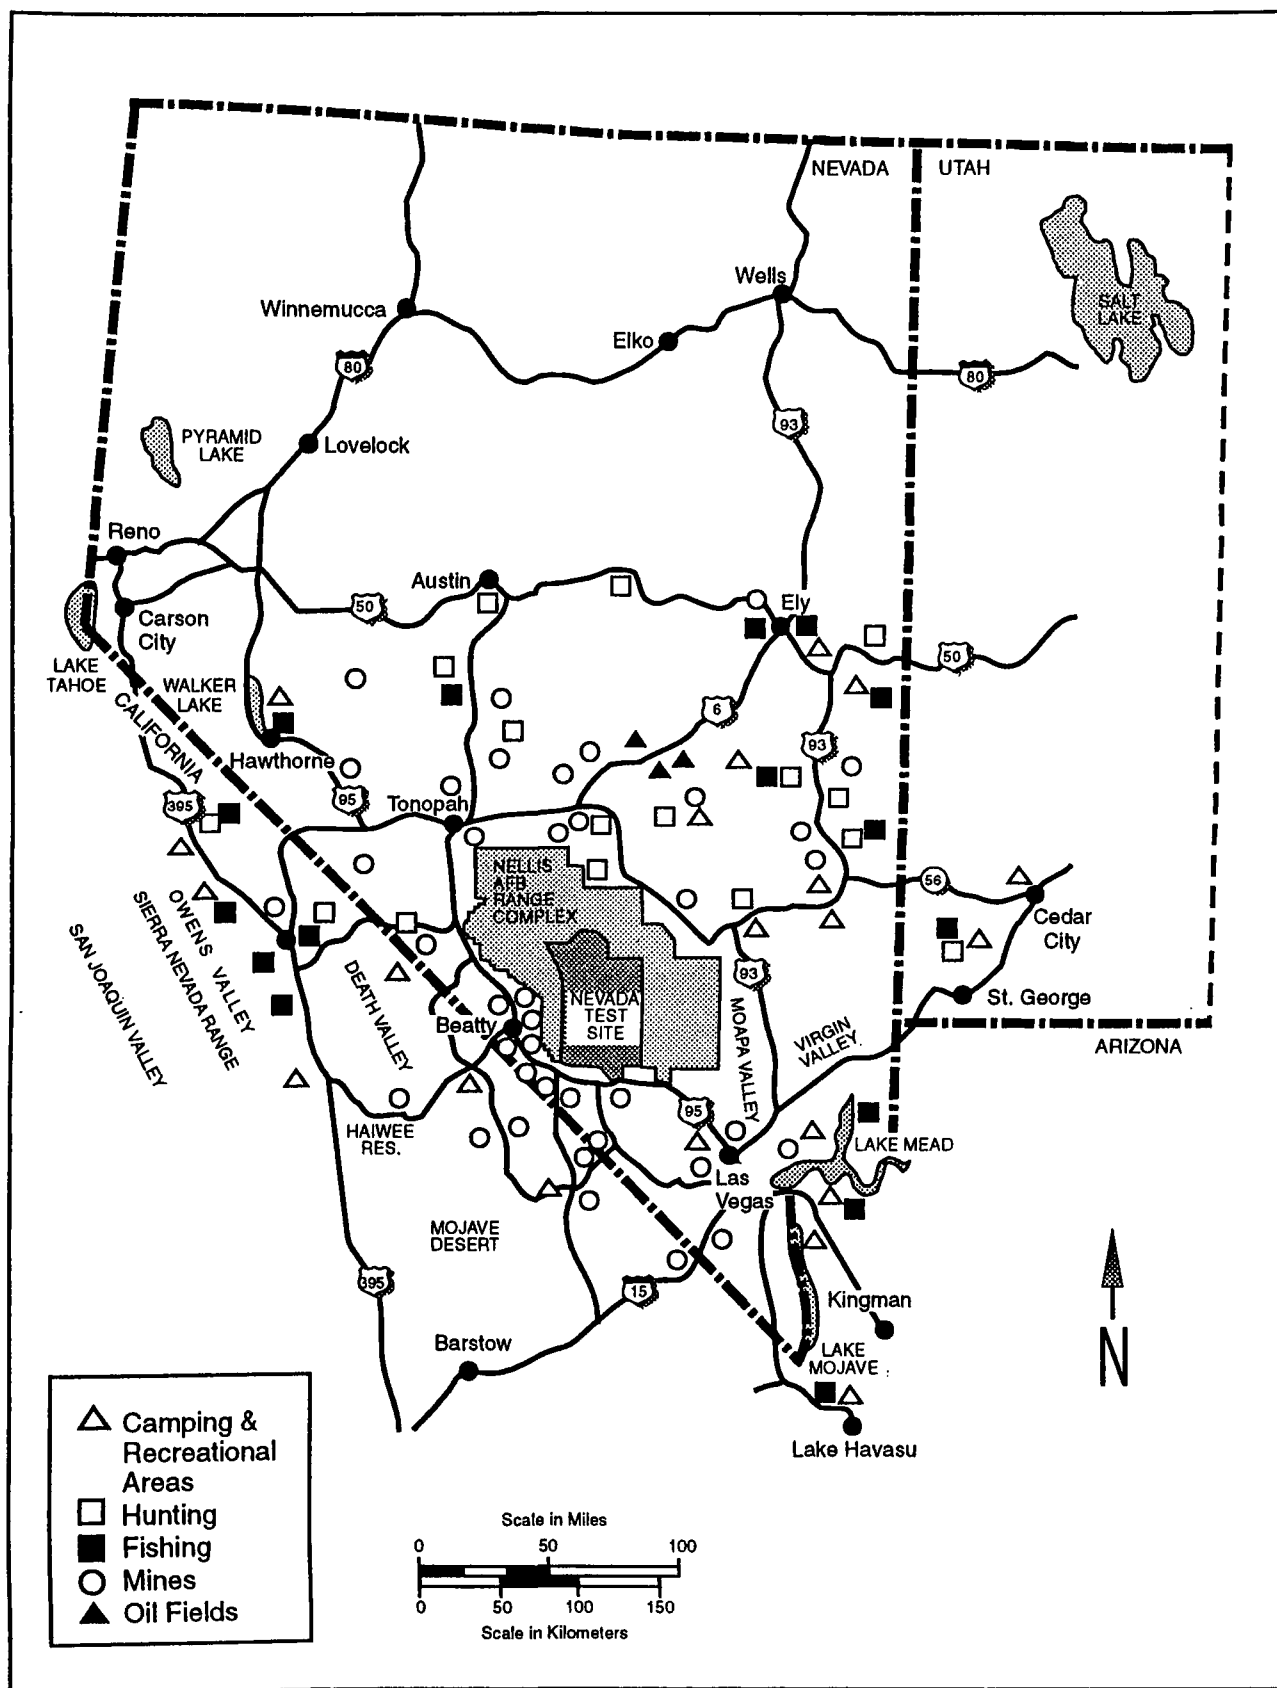 NEVADA
UTAH
SALT
LAKE
Wells
Winnemucca
Elko
80
80
93
PYRAMID
LAKE
Lovelock
Reno
Austin
50
Ely
Carson
City
50
LAKE
TAHOE
WALKER
LAKE
CALIFORNIA
6
93
Hawthorne
395
95
Tonopah
NELLIS
AFB
RANGE
COMPLEX
56
Cedar
City
OWENS VALLEY
SIERRA NEVADA RANGE
SAN JOAQUIN VALLEY
DEATH VALLEY
93
NEVADA
TEST
SITE
St. George
Beatty
MOAPA VALLEY
VIRGIN
VALLEY
ARIZONA
95
HAIWEE
RES.
LAKE MEAD
Las
Vegas
MOJAVE
DESERT
395
15
Kingman
Barstow
LAKE
MOJAVE
N
Lake Havasu
Camping &
Recreational
Areas
Hunting
Fishing
Mines
Oil Fields
Scale in Miles
0 50 100
0 50 100 150
Scale in Kilometers